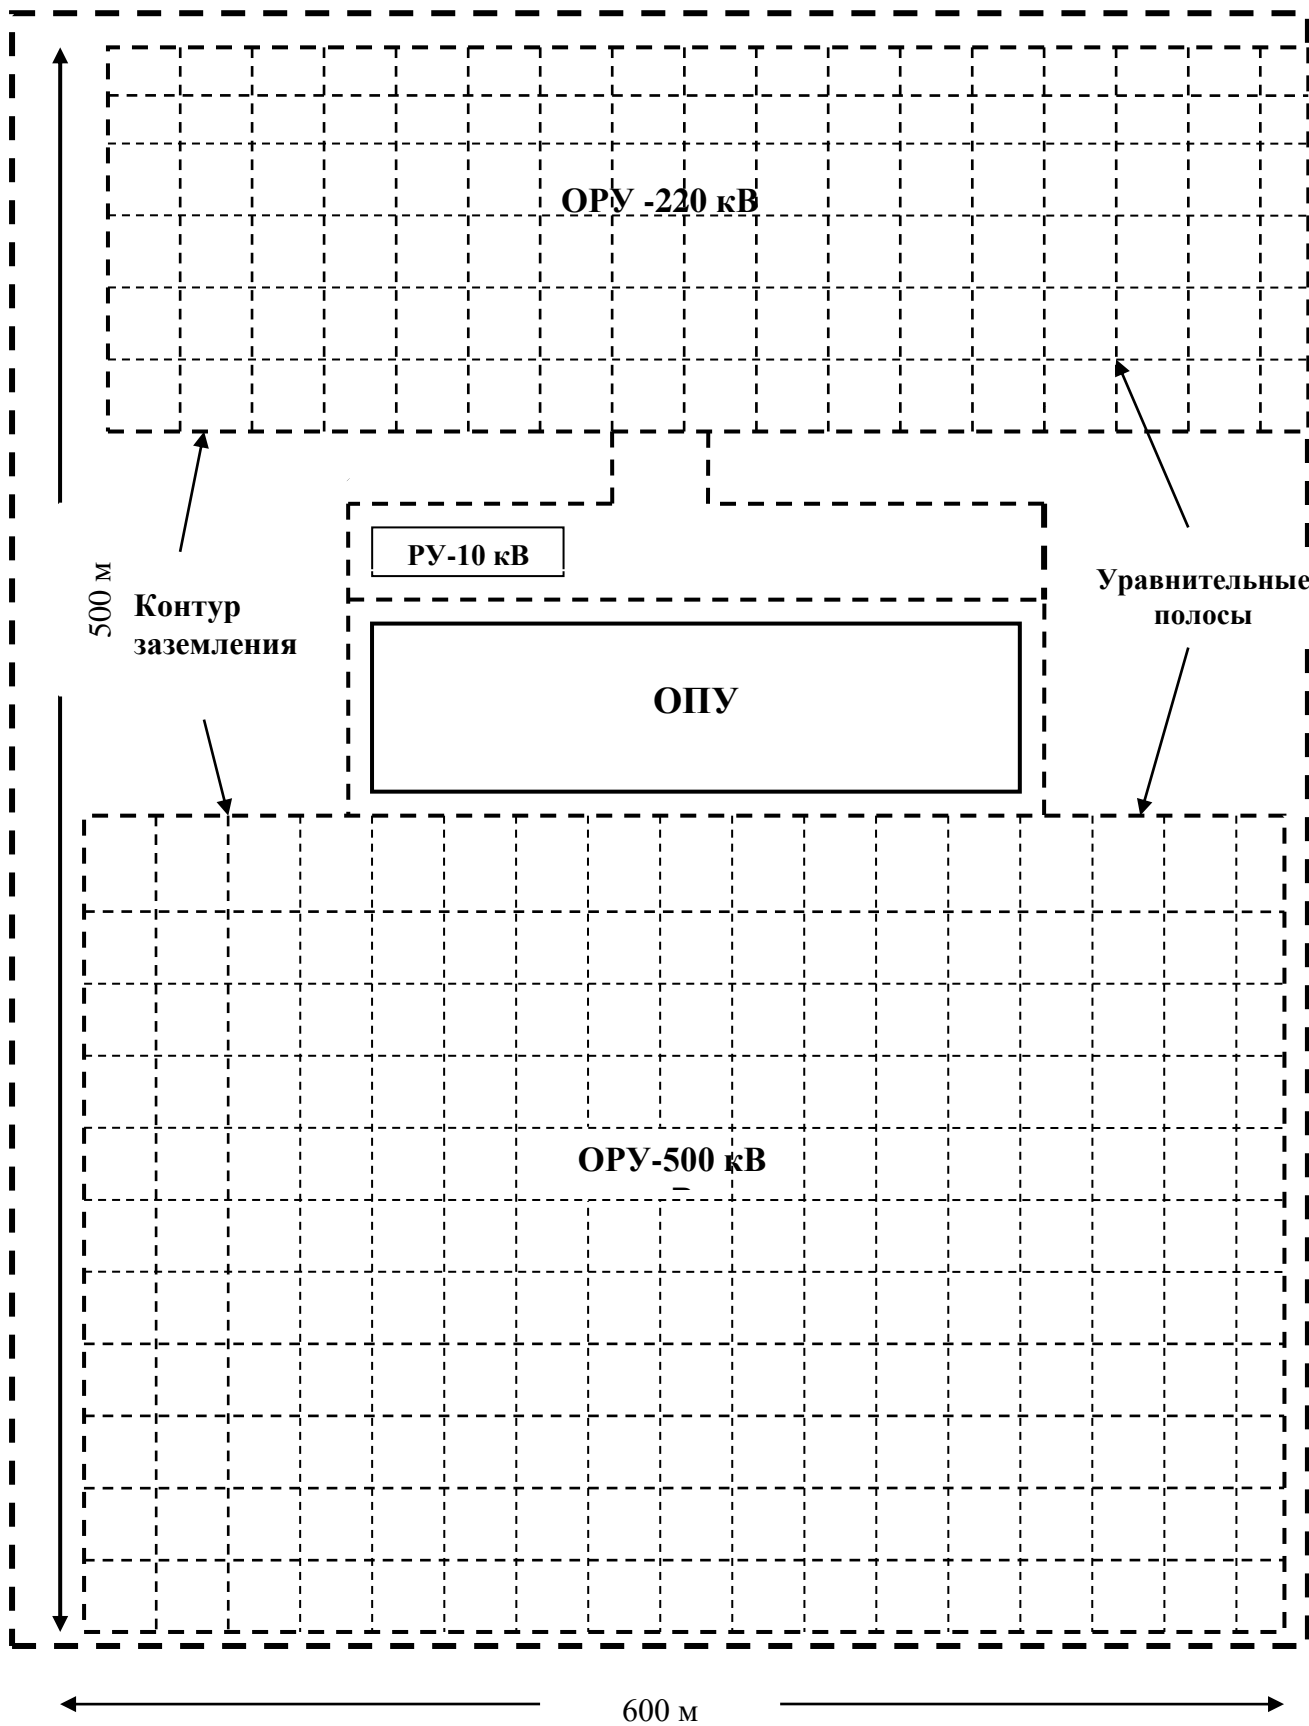 ОРУ -220 кВ
РУ-10 кВ
500 м
Контур
заземления
Уравнительные
полосы
ОПУ
ОРУ-500 кВ
600 м